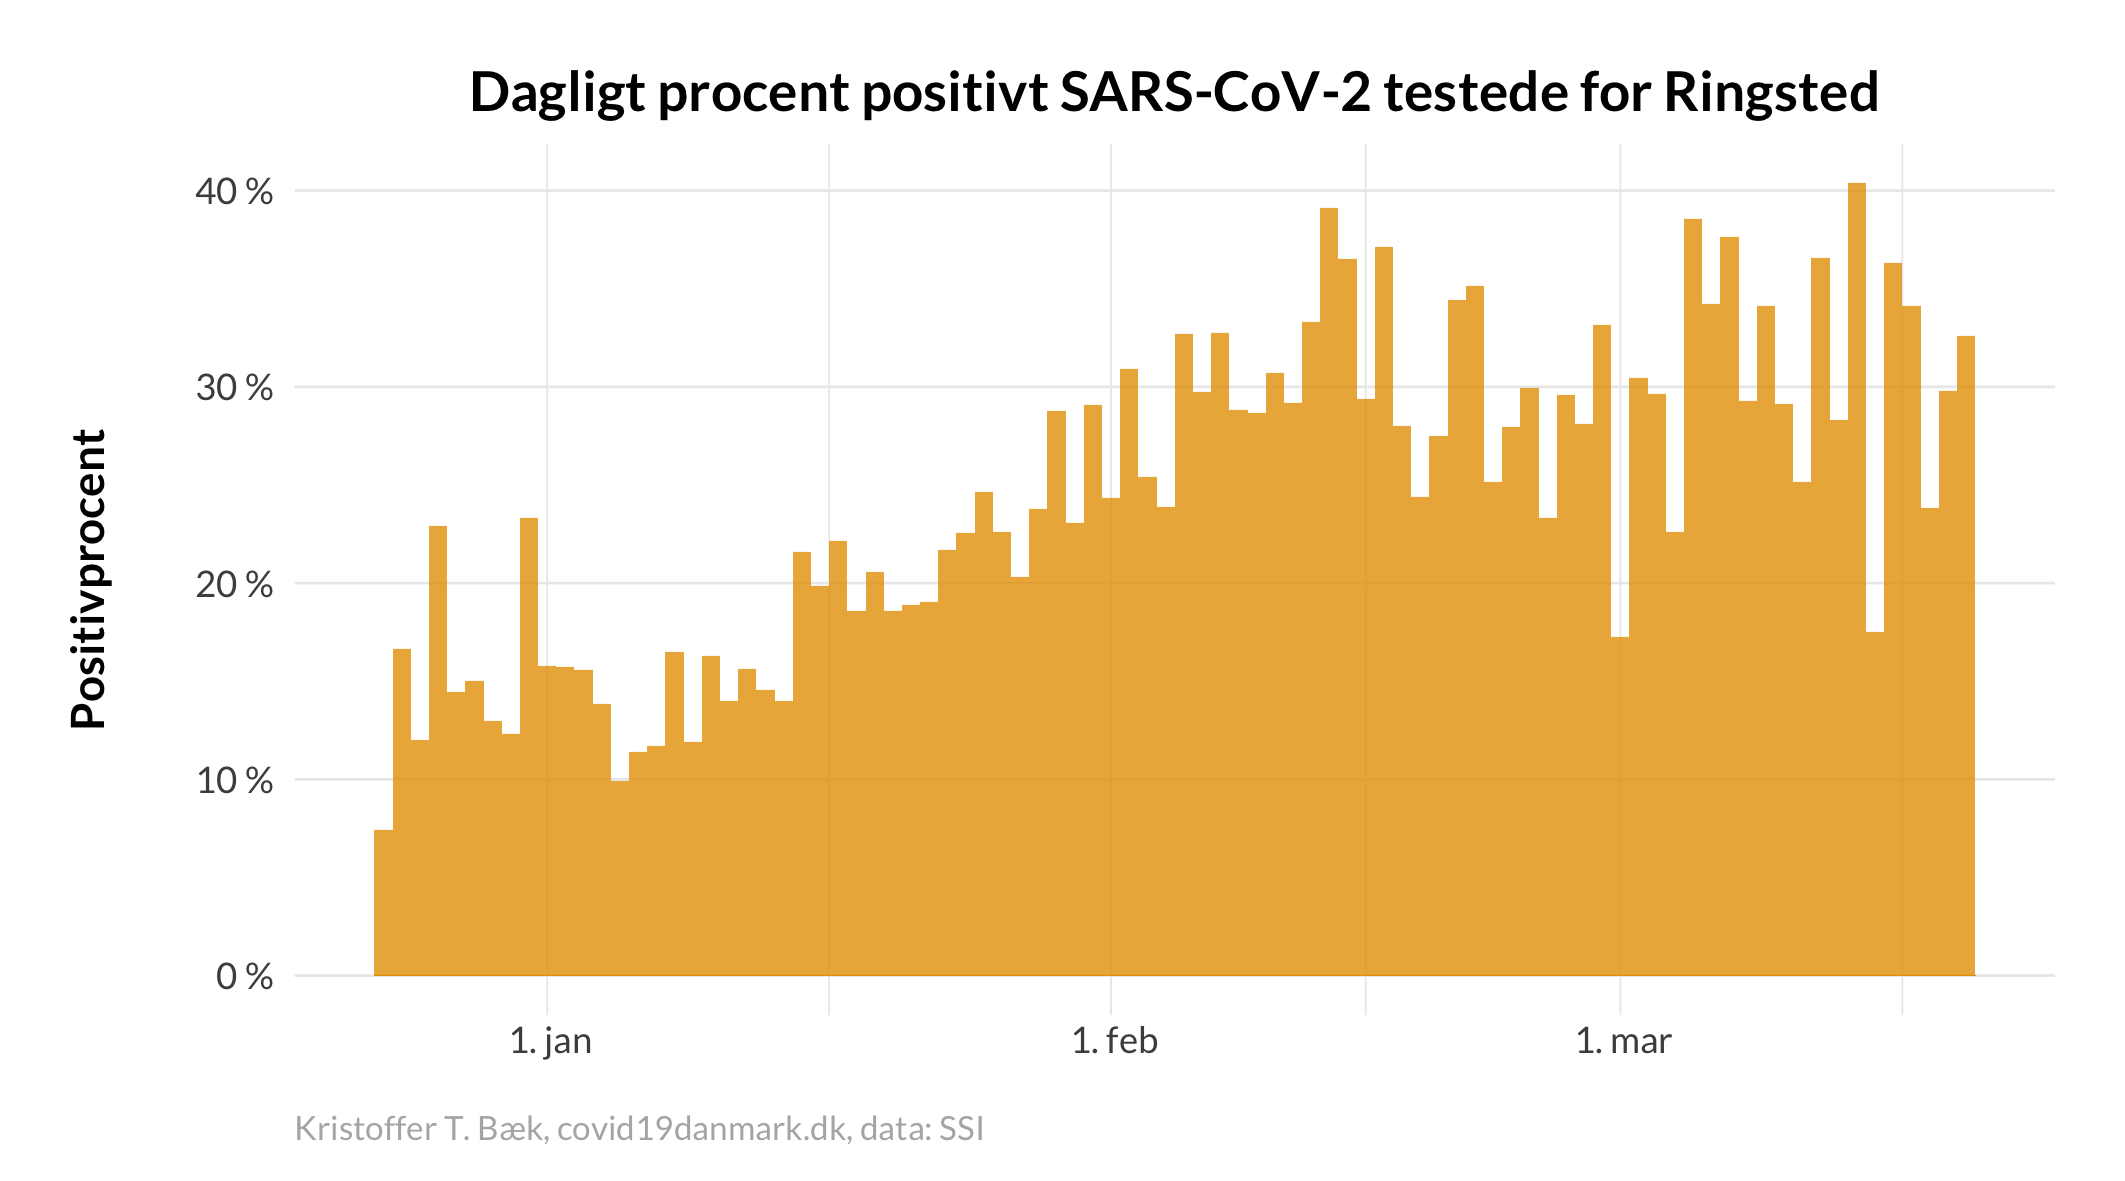 Dagligt procent positivt SARS-CoV-2 testede for Ringsted
Positivprocent
40 %
30 %
20 %
10 %
0 %
1. jan
1. feb
1. mar
Kristoffer T. Bæk, covid19danmark.dk, data: SSI